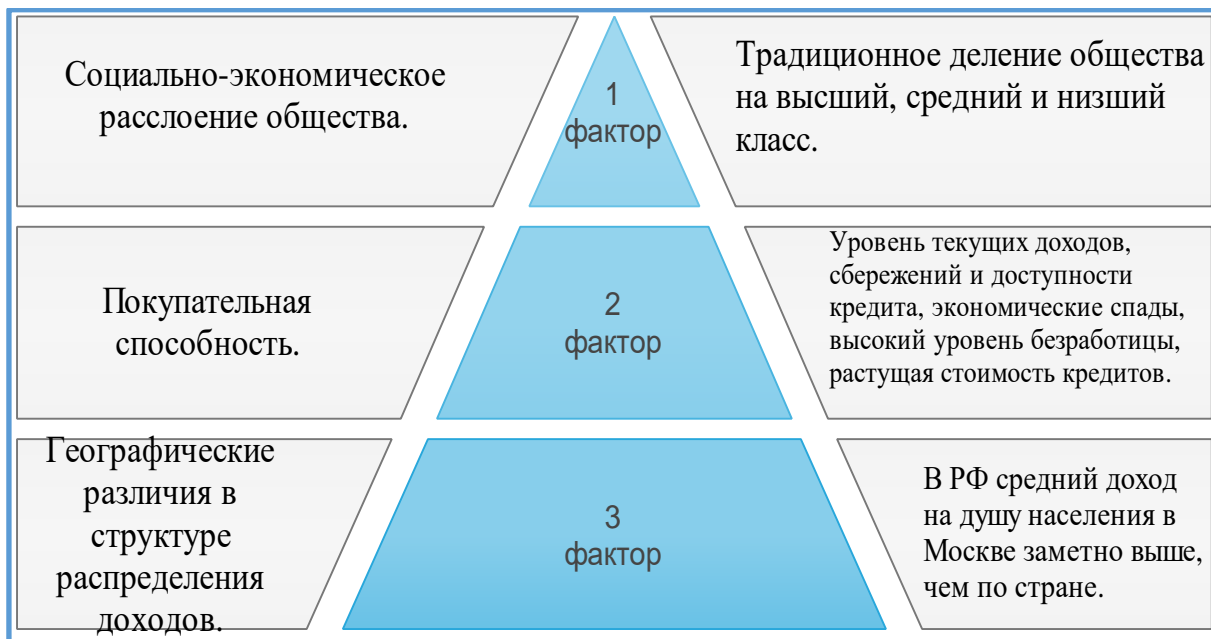 Социально-экономическое
расслоение общества.
1
фактор
Традиционное деление общества
на высший, средний и низший
класс.
Покупательная
способность.
2
фактор
Уровень текущих доходов,
сбережений и доступности
кредита, экономические спады,
высокий уровень безработицы,
растущая стоимость кредитов.
Географические
различия в
структуре
распределения
доходов.
3
фактор
В РФ средний доход
на душу населения в
Москве заметно выше,
чем по стране.